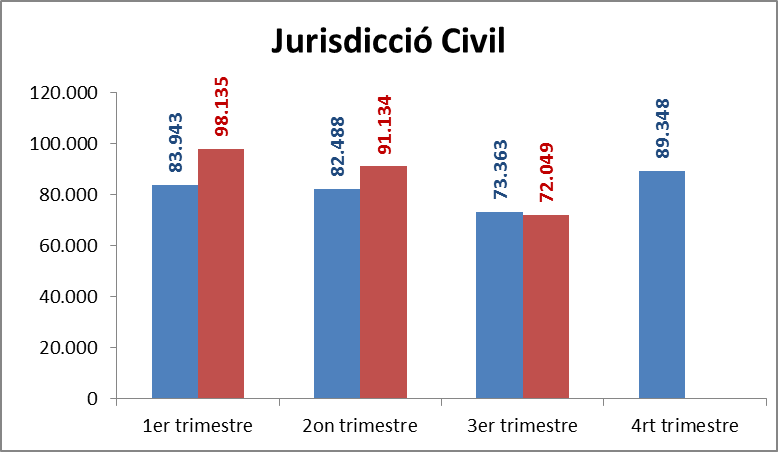 Jurisdicció Civil
120.000
100.000
80.000
60.000
40.000
20.000
0
83.943
98.135
82.488
91.134
73.363
72.049
89.348
1er trimestre
2on trimestre
3er trimestre
4rt trimestre